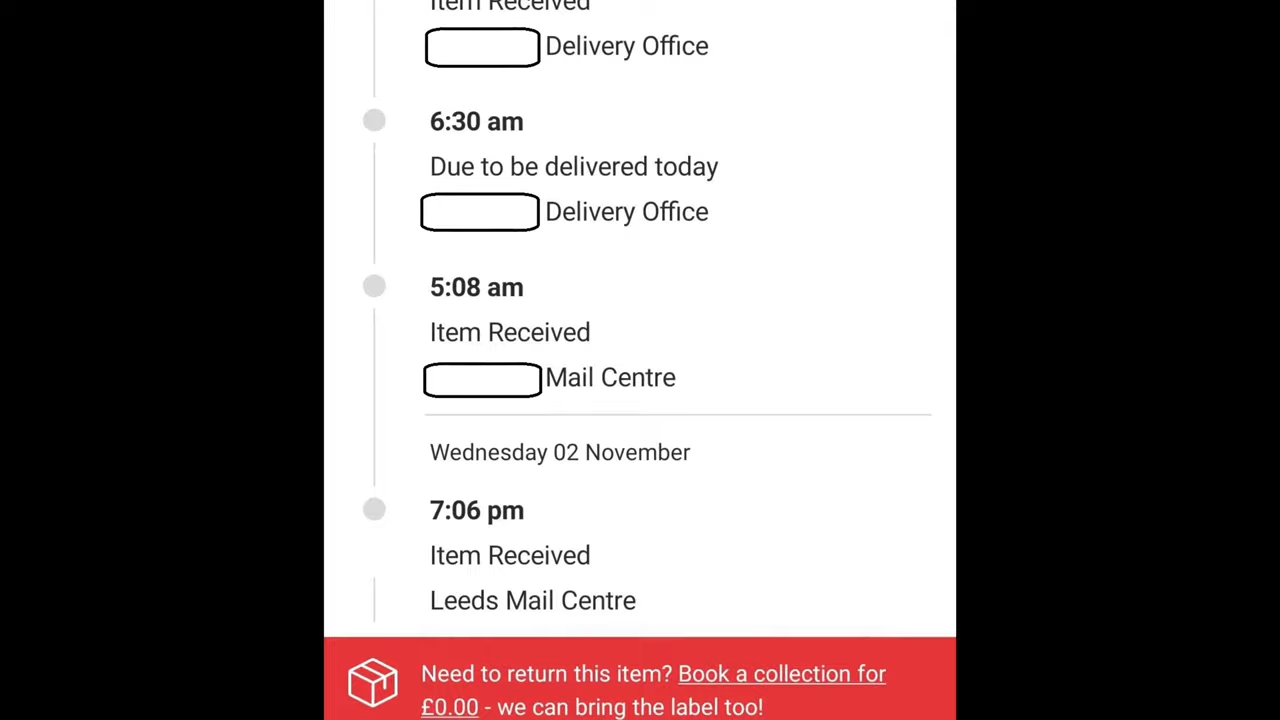 Item Received
Delivery Office
6:30 am
Due to be delivered today
Delivery Office
5:08 am
Item Received
Mail Centre
Wednesday 02 November
7:06 pm
Item Received
Leeds Mail Centre
Need to return this item? Book a collection for
£0.00 - we can bring the label too!